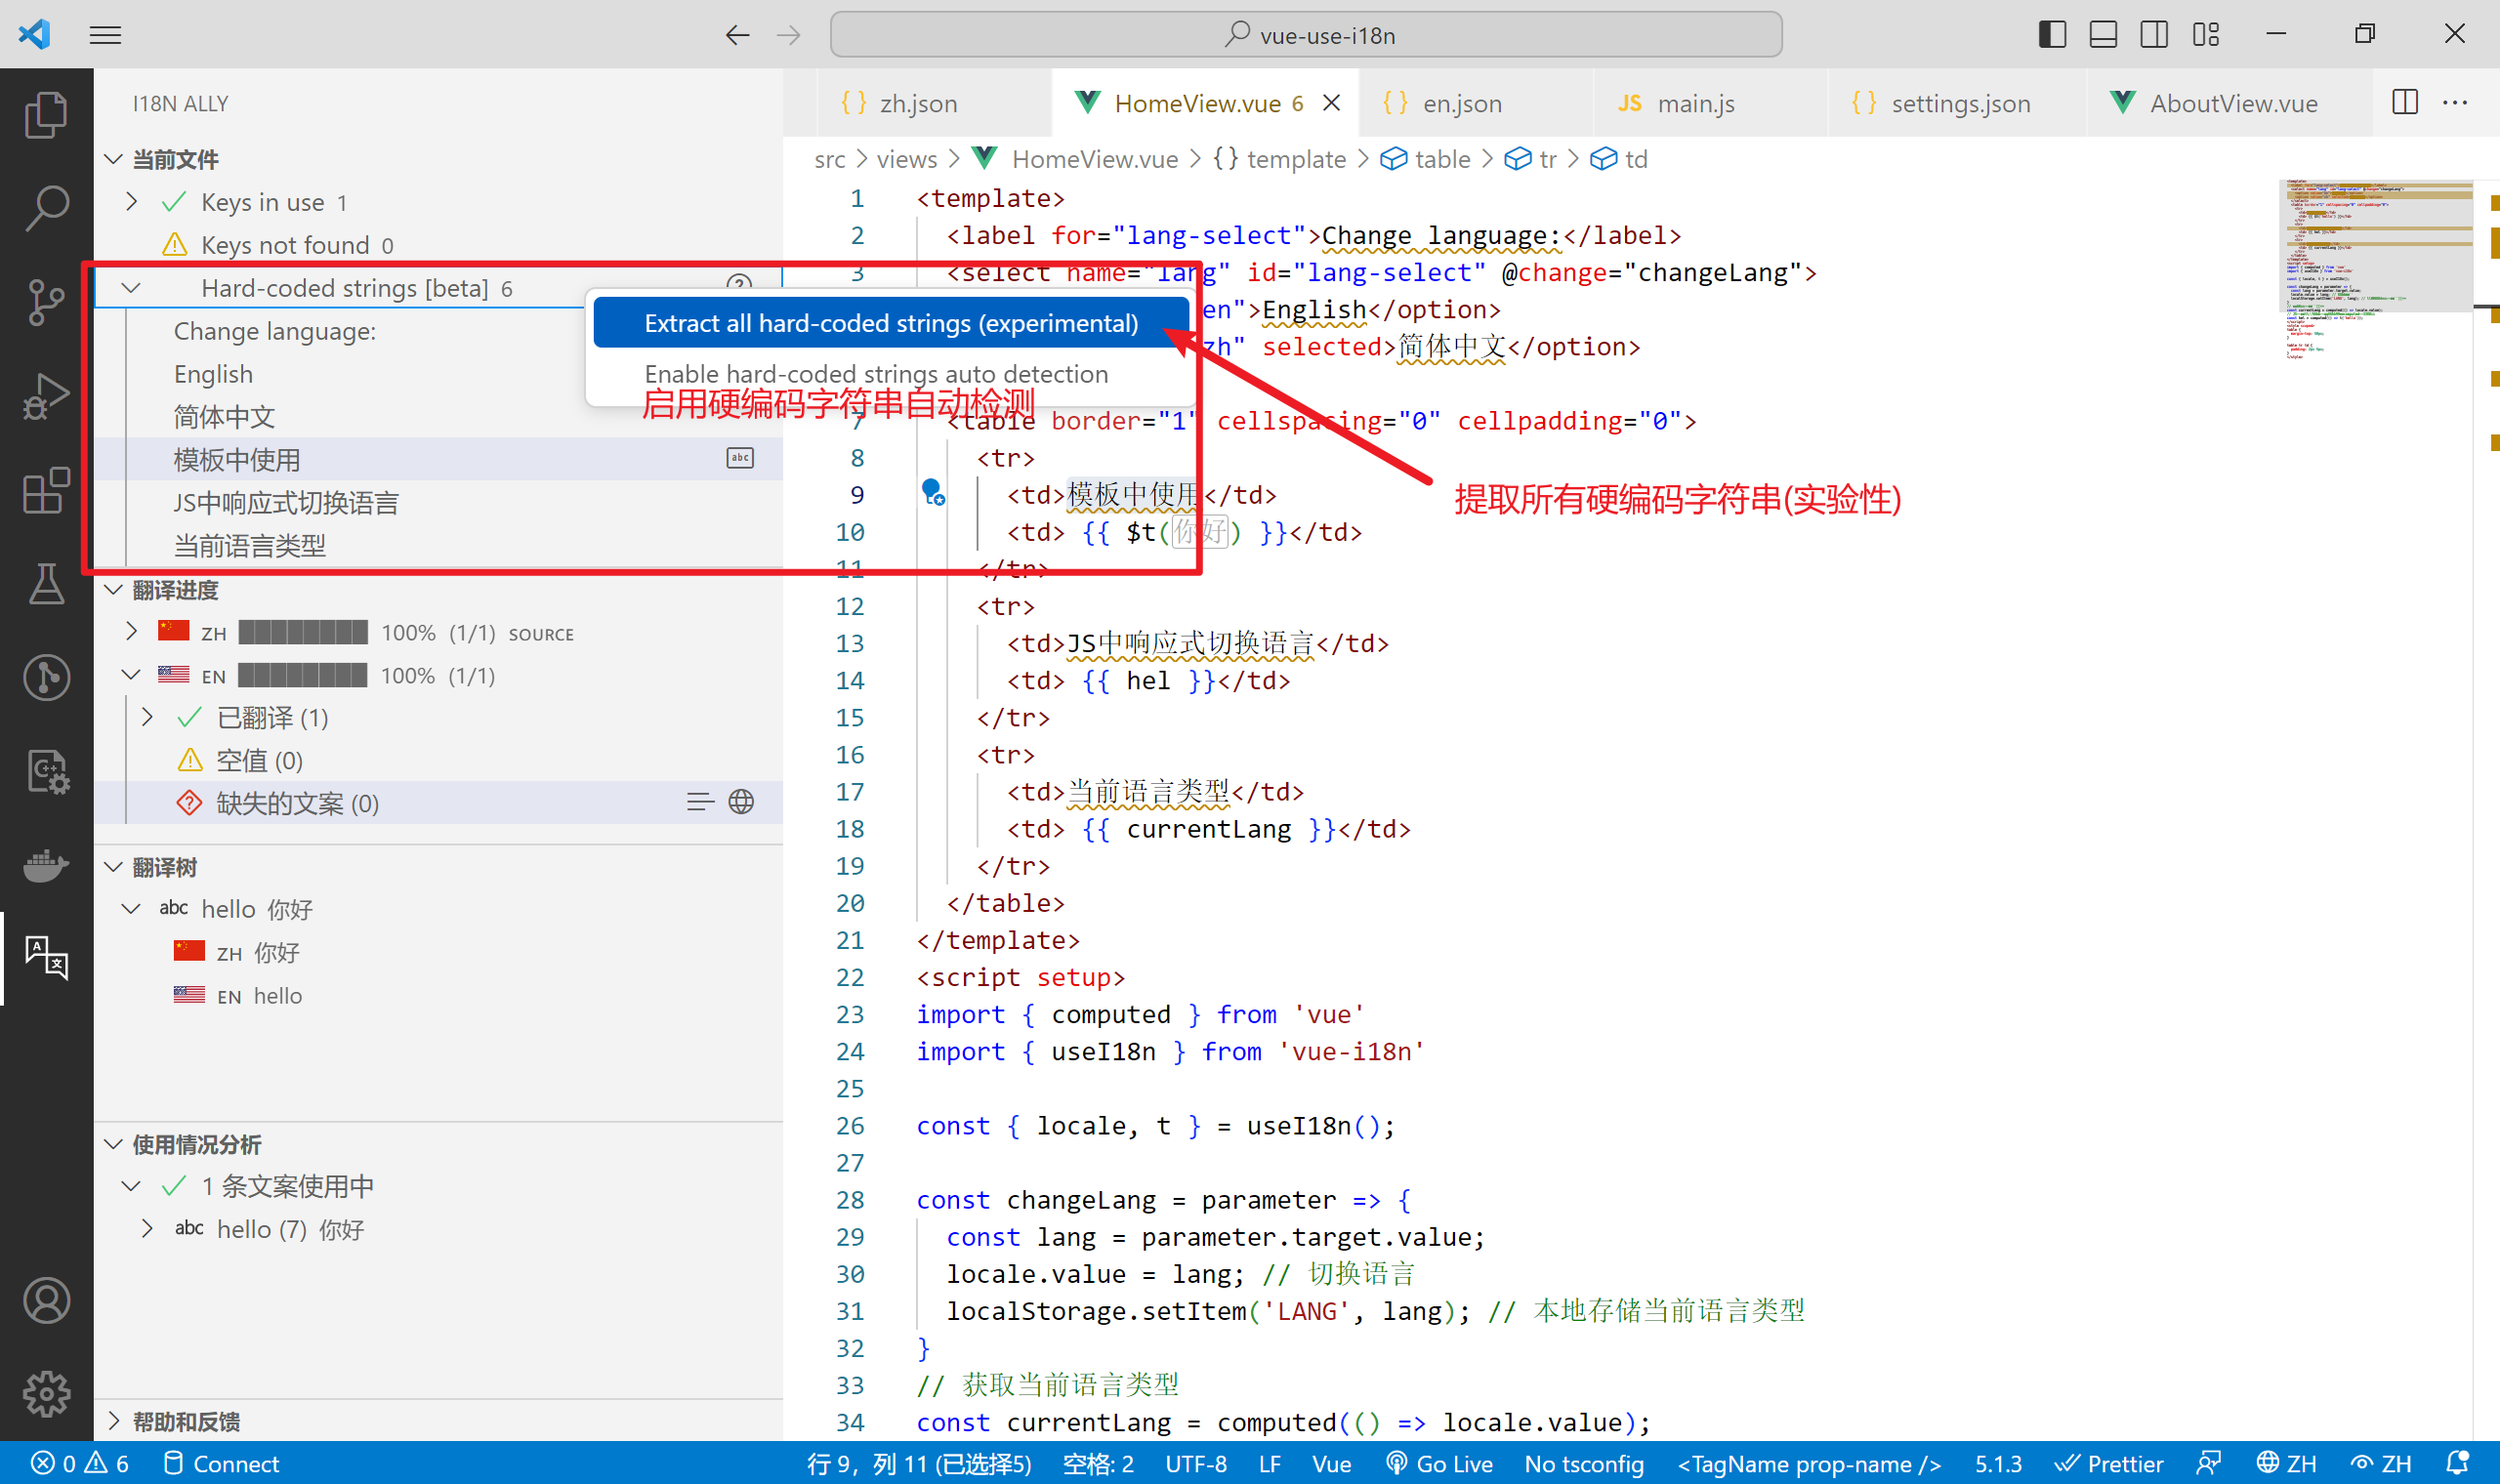 vue-use-i18n
I18N ALLY
zh.json
HomeView.vue 6
en.json
JS main.js
settings.json
AboutView.vue
src > views > HomeView.vue > {} template > table > tr > td
当前文件
Keys in use 1
Keys not found 0
Hard-coded strings [beta] 6
Change language:
English
简体中文
模板中使用
abc
JS中响应式切换语言
当前语言类型
Extract all hard-coded strings (experimental)
Enable hard-coded strings auto detection
启用硬编码字符串自动检测
提取所有硬编码字符串(实验性)
翻译进度
ZH 100% (1/1) SOURCE
EN 100% (1/1)
已翻译 (1)
空值 (0)
缺失的文案 (0)
翻译树
abc hello 你好
ZH 你好
EN hello
使用情况分析
1 条文案使用中
abc hello (7) 你好
帮助和反馈
1 <template>
2 <label for="lang-select">Change language:</label>
3 <select name="lang" id="lang-select" @change="changeLang">
en">English</option>
zh" selected>简体中文</option>
7 <table border="1" cellspacing="0" cellpadding="0">
8 <tr>
9 <td>模板中使用</td>
10 <td> {{ $t(你好) }}</td>
11 </tr>
12 <tr>
13 <td>JS中响应式切换语言</td>
14 <td> {{ hel }}</td>
15 </tr>
16 <tr>
17 <td>当前语言类型</td>
18 <td> {{ currentLang }}</td>
19 </tr>
20 </table>
21 </template>
22 <script setup>
23 import { computed } from 'vue'
24 import { useI18n } from 'vue-i18n'
25
26 const { locale, t } = useI18n();
27
28 const changeLang = parameter => {
29 const lang = parameter.target.value;
30 locale.value = lang; // 切换语言
31 localStorage.setItem('LANG', lang); // 本地存储当前语言类型
32 }
33 // 获取当前语言类型
34 const currentLang = computed(() => locale.value);
0 6 Connect 行 9，列 11 (已选择5) 空格: 2 UTF-8 LF Vue Go Live No tsconfig <TagName prop-name /> 5.1.3 Prettier ZH ZH